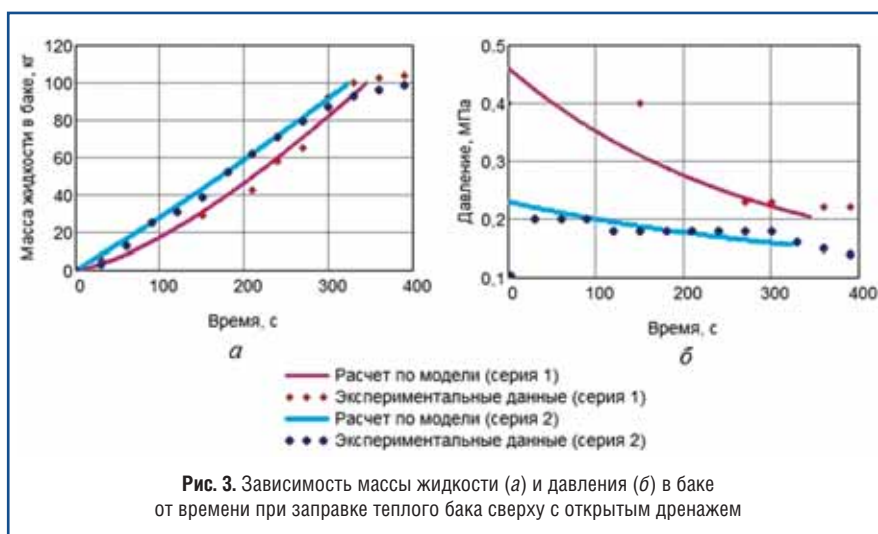 120
100
80
60
40
20
0
0
100
200
300
400
Масса жидкости в баке, кг
Время, с
а
0,5
0,4
0,3
0,2
0,1
0
100
200
300
400
Давление, МПа
Время, с
б
Расчет по модели (серия 1)
Экспериментальные данные (серия 1)
Расчет по модели (серия 2)
Экспериментальные данные (серия 2)
Рис. 3. Зависимость массы жидкости (а) и давления (б) в баке
от времени при заправке теплого бака сверху с открытым дренажем